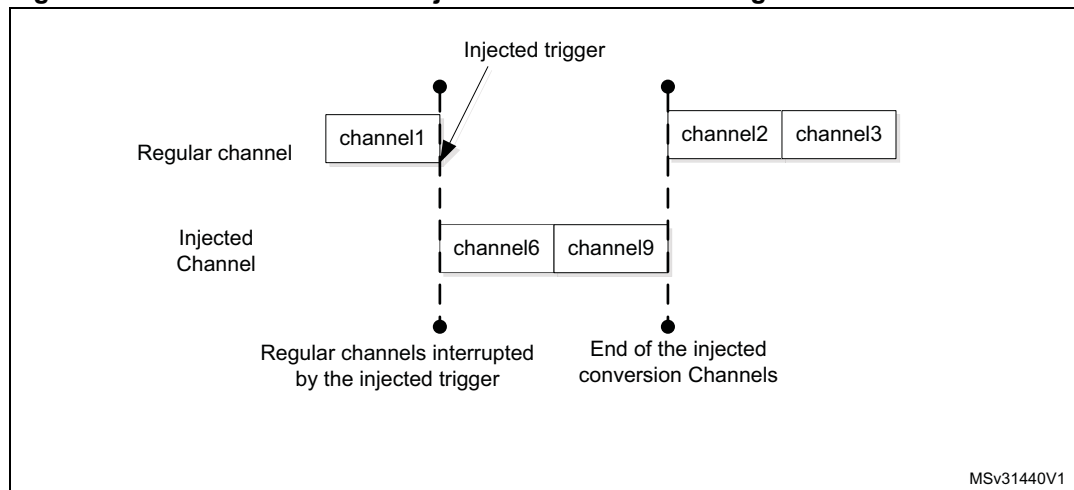 Injected trigger
channel1
channel2
channel3
Regular channel
Injected
Channel
channel6
channel9
Regular channels interrupted
by the injected trigger
End of the injected
conversion Channels
MSv31440V1